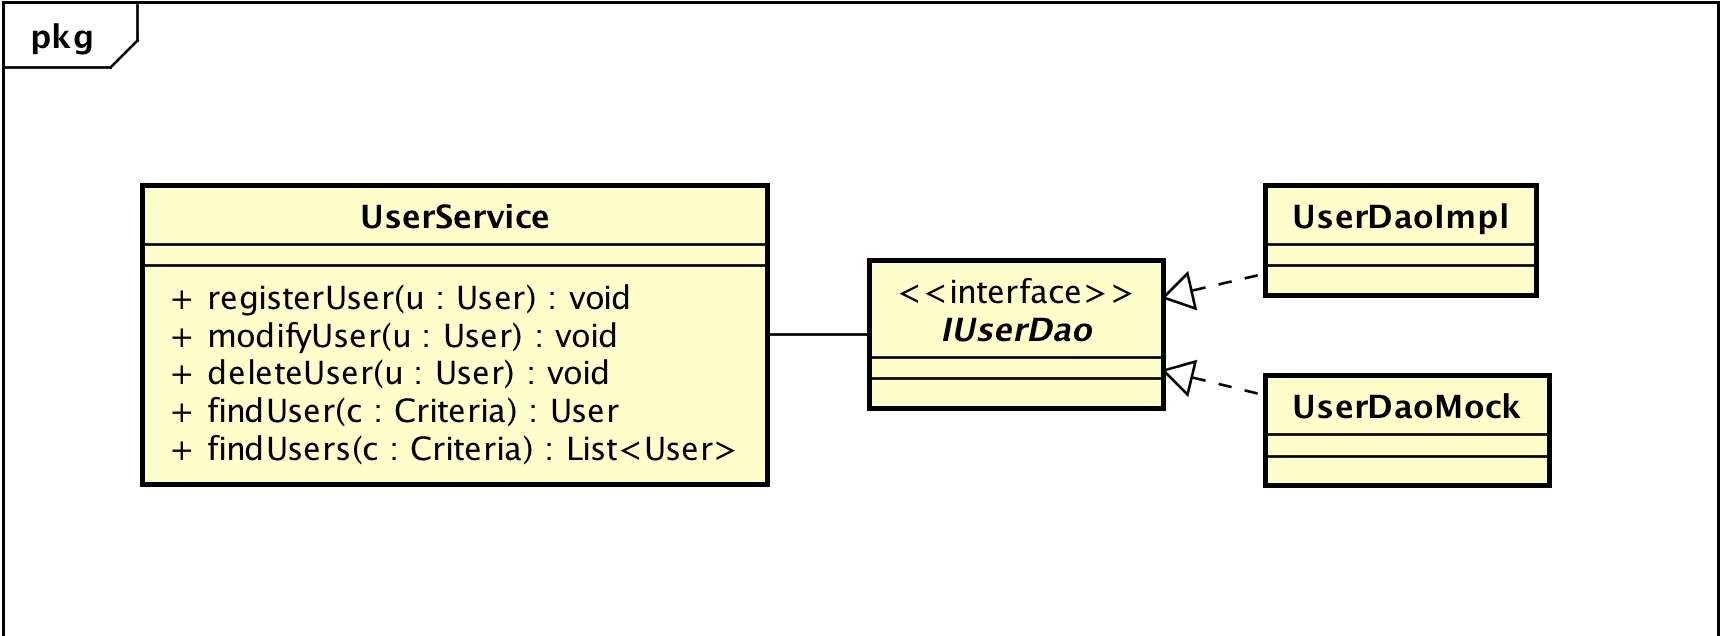 pkg
UserService
+ registerUser(u : User) : void
+ modifyUser(u : User) : void
+ deleteUser(u : User) : void
+ findUser(c : Criteria) : User
+ findUsers(c : Criteria) : List<User>
<<interface>>
IUserDao
UserDaoImpl
UserDaoMock